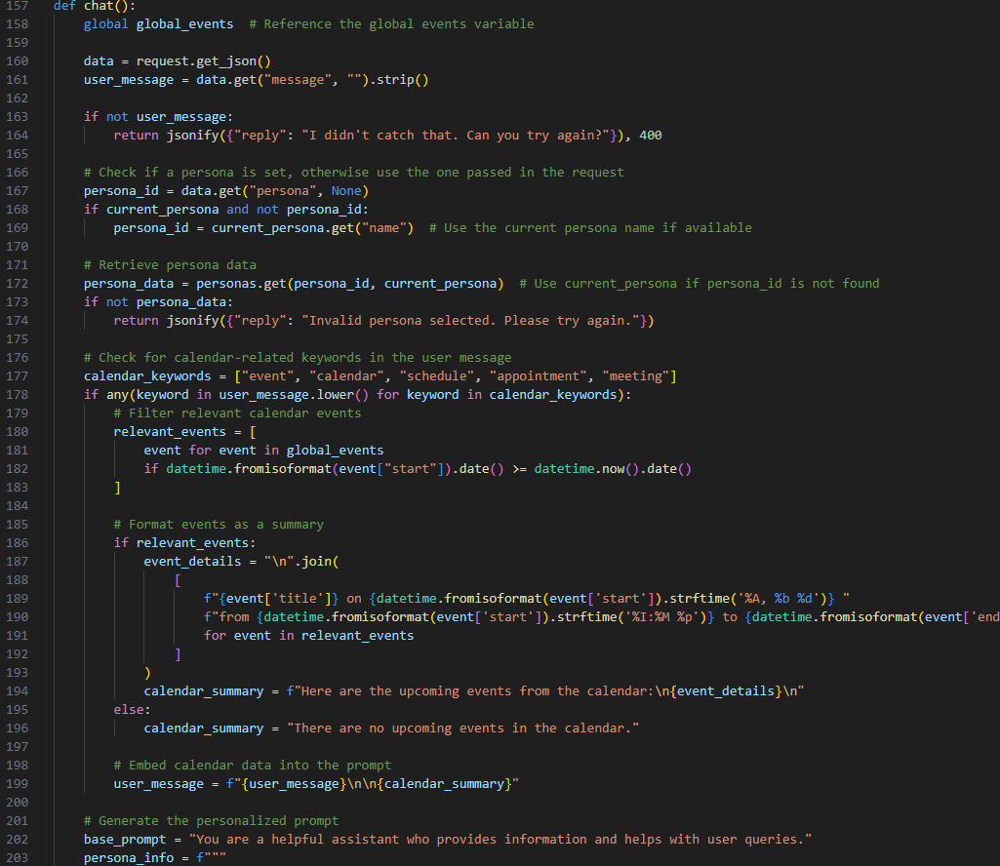 157 def chat():
158     global global_events  # Reference the global events variable
159
160     data = request.get_json()
161     user_message = data.get("message", "").strip()
162
163     if not user_message:
164         return jsonify({"reply": "I didn't catch that. Can you try again?"}), 400
165
166     # Check if a persona is set, otherwise use the one passed in the request
167     persona_id = data.get("persona", None)
168     if current_persona and not persona_id:
169         persona_id = current_persona.get("name")  # Use the current persona name if available
170
171     # Retrieve persona data
172     persona_data = personas.get(persona_id, current_persona)  # Use current_persona if persona_id is not found
173     if not persona_data:
174         return jsonify({"reply": "Invalid persona selected. Please try again."})
175
176     # Check for calendar-related keywords in the user message
177     calendar_keywords = ["event", "calendar", "schedule", "appointment", "meeting"]
178     if any(keyword in user_message.lower() for keyword in calendar_keywords):
179         # Filter relevant calendar events
180         relevant_events = [
181             event for event in global_events
182             if datetime.fromisoformat(event["start"]).date() >= datetime.now().date()
183         ]
184
185         # Format events as a summary
186         if relevant_events:
187             event_details = "\n".join(
188                 [
189                     f"{event['title']} on {datetime.fromisoformat(event['start']).strftime('%A, %b %d')} "
190                     f"from {datetime.fromisoformat(event['start']).strftime('%I:%M %p')} to {datetime.fromisoformat(event['end
191                     for event in relevant_events
192                 ]
193             )
194             calendar_summary = f"Here are the upcoming events from the calendar:\n{event_details}\n"
195         else:
196             calendar_summary = "There are no upcoming events in the calendar."
197
198         # Embed calendar data into the prompt
199         user_message = f"{user_message}\n\n{calendar_summary}"
200
201     # Generate the personalized prompt
202     base_prompt = "You are a helpful assistant who provides information and helps with user queries."
203     persona_info = f"""